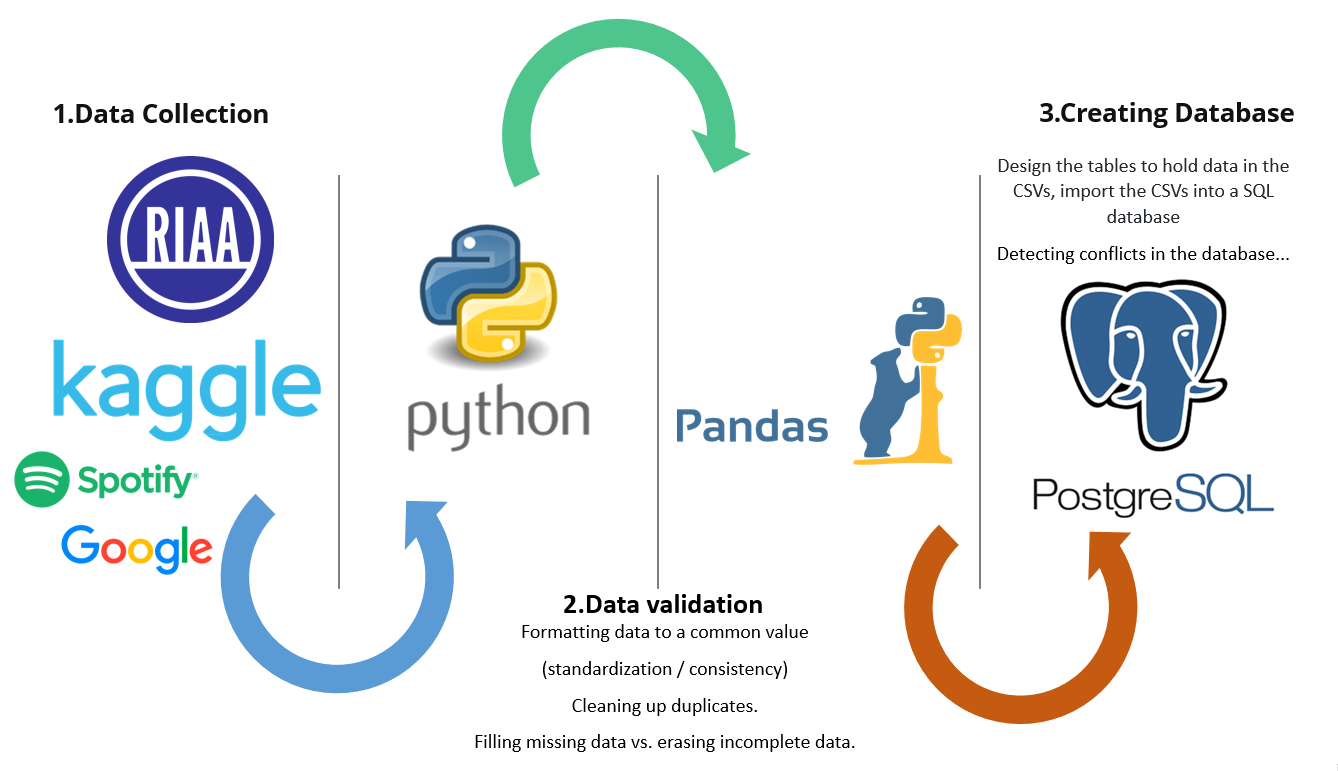 1.Data Collection
RIAA
kaggle
Spotify®
Google
python
Pandas
2.Data validation
Formatting data to a common value
(standardization / consistency)
Cleaning up duplicates.
Filling missing data vs. erasing incomplete data.
3.Creating Database
Design the tables to hold data in the
CSVs, import the CSVs into a SQL
database
Detecting conflicts in the database...
PostgreSQL